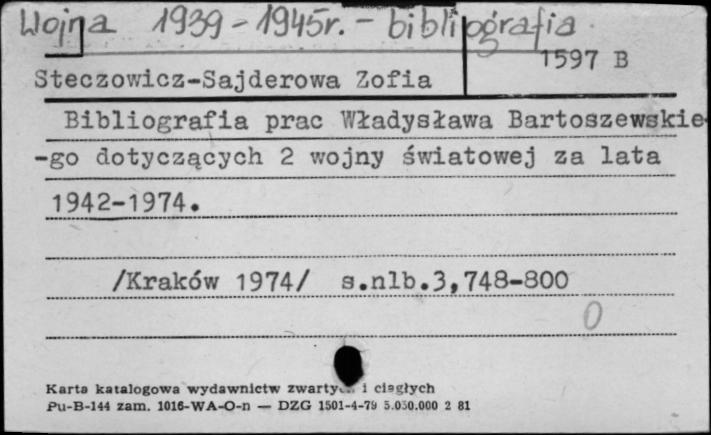 Wojna 1939-1945r. - bibliografia
1597 B
Steczowicz-Sajderowa Zofia
Bibliografia prac Władysława Bartoszewskie
-go dotyczących 2 wojny światowej za lata
1942-1974.
/Kraków 1974/ s.nlb.3,748-800
0
Karta katalogowa wydawnictw i ciągłych
Pu-B-144 zam. 1016-WA-O-n — DZG 1501-4-79 5.050.000 2 81